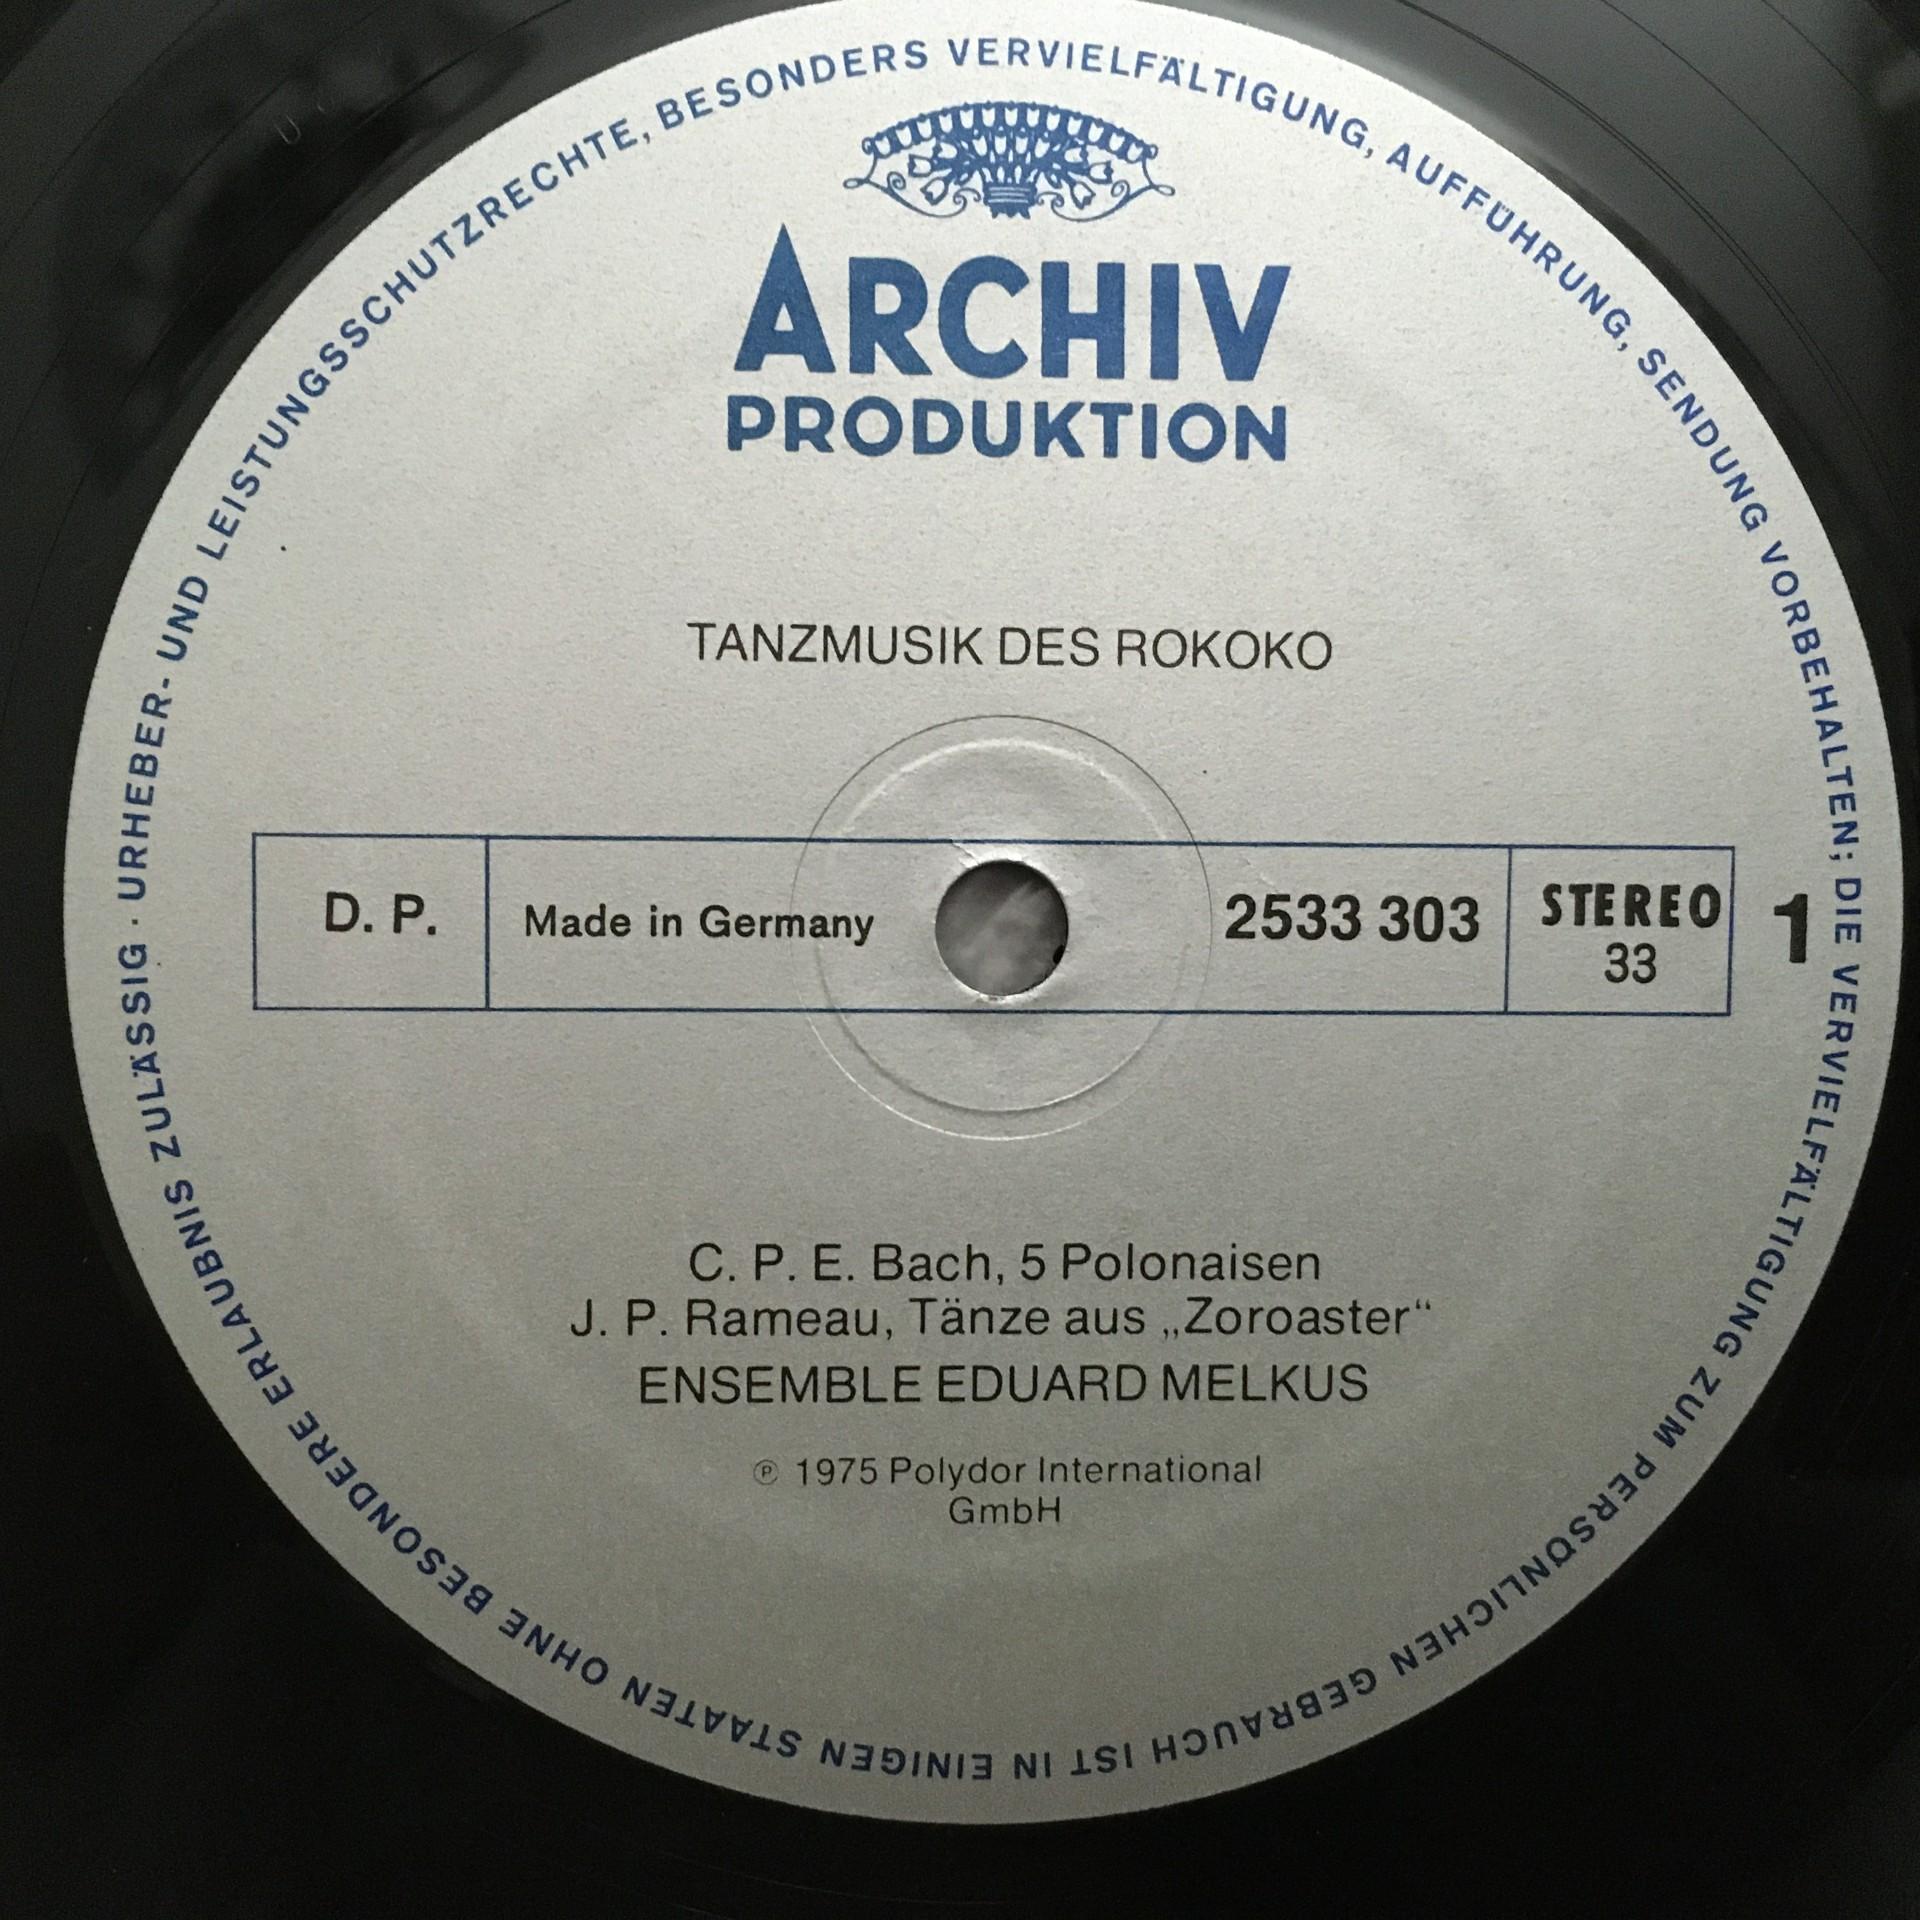 URHEBER- UND LEISTUNGSSCHUTZRECHTE, BESONDERS VERVIELFÄLTIGUNG, AUFFÜHRUNG, SENDUNG VORBEHALTEN; DIE VERVIELFÄLTIGUNG ZUM PERSÖNLICHEN GEBRAUCH IST IN EINIGEN STAATEN OHNE BESONDERE ERLAUBNIS ZULÄSSIG ·
ARCHIV
PRODUKTION
TANZMUSIK DES ROKOKO
D. P. Made in Germany 2533 303 STEREO 1
33
C. P. E. Bach, 5 Polonaisen
J. P. Rameau, Tänze aus „Zoroaster“
ENSEMBLE EDUARD MELKUS
℗ 1975 Polydor International
GmbH